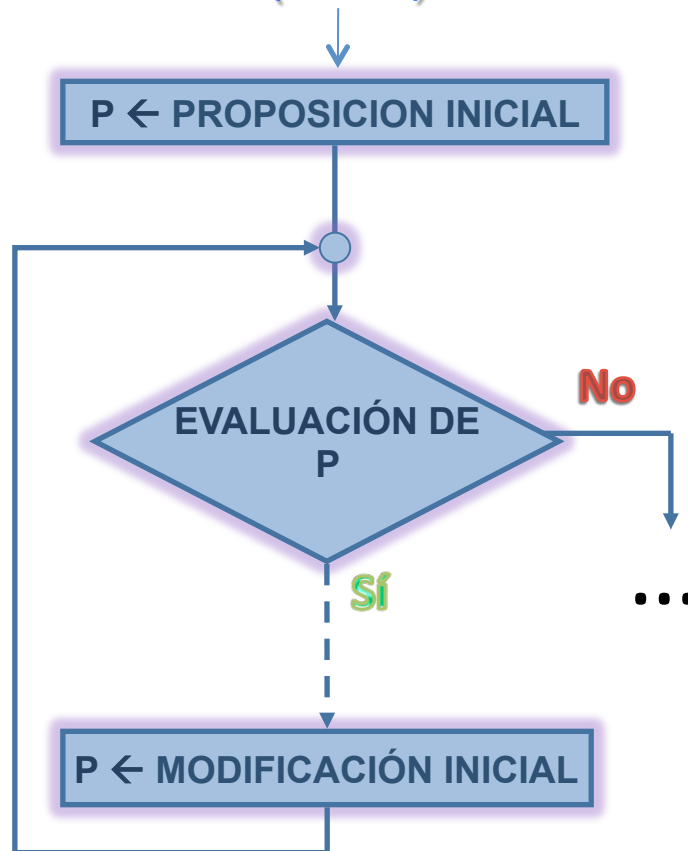 P ← PROPOSICION INICIAL
EVALUACIÓN DE
P
No
Sí
...
P ← MODIFICACIÓN INICIAL